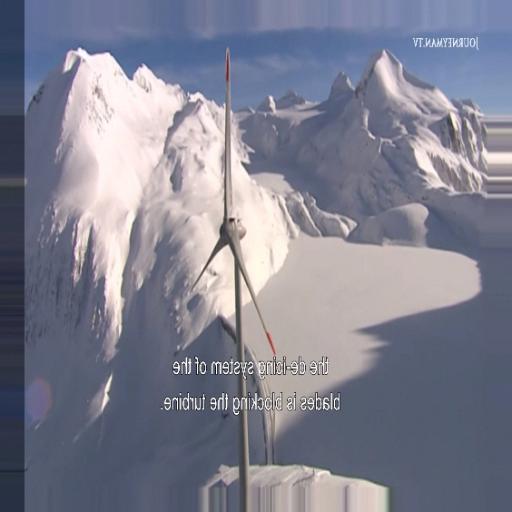 JOURNEYMAN.TV
the de-icing system of the
blades is blocking the turbine.